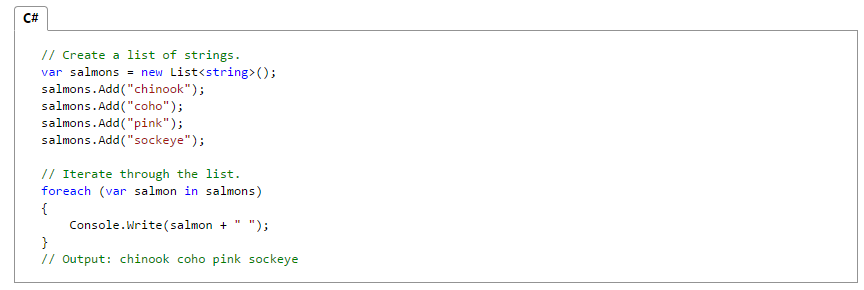 C#
// Create a list of strings.
var salmons = new List<string>();
salmons.Add("chinook");
salmons.Add("coho");
salmons.Add("pink");
salmons.Add("sockeye");

// Iterate through the list.
foreach (var salmon in salmons)
{
    Console.Write(salmon + " ");
}
// Output: chinook coho pink sockeye